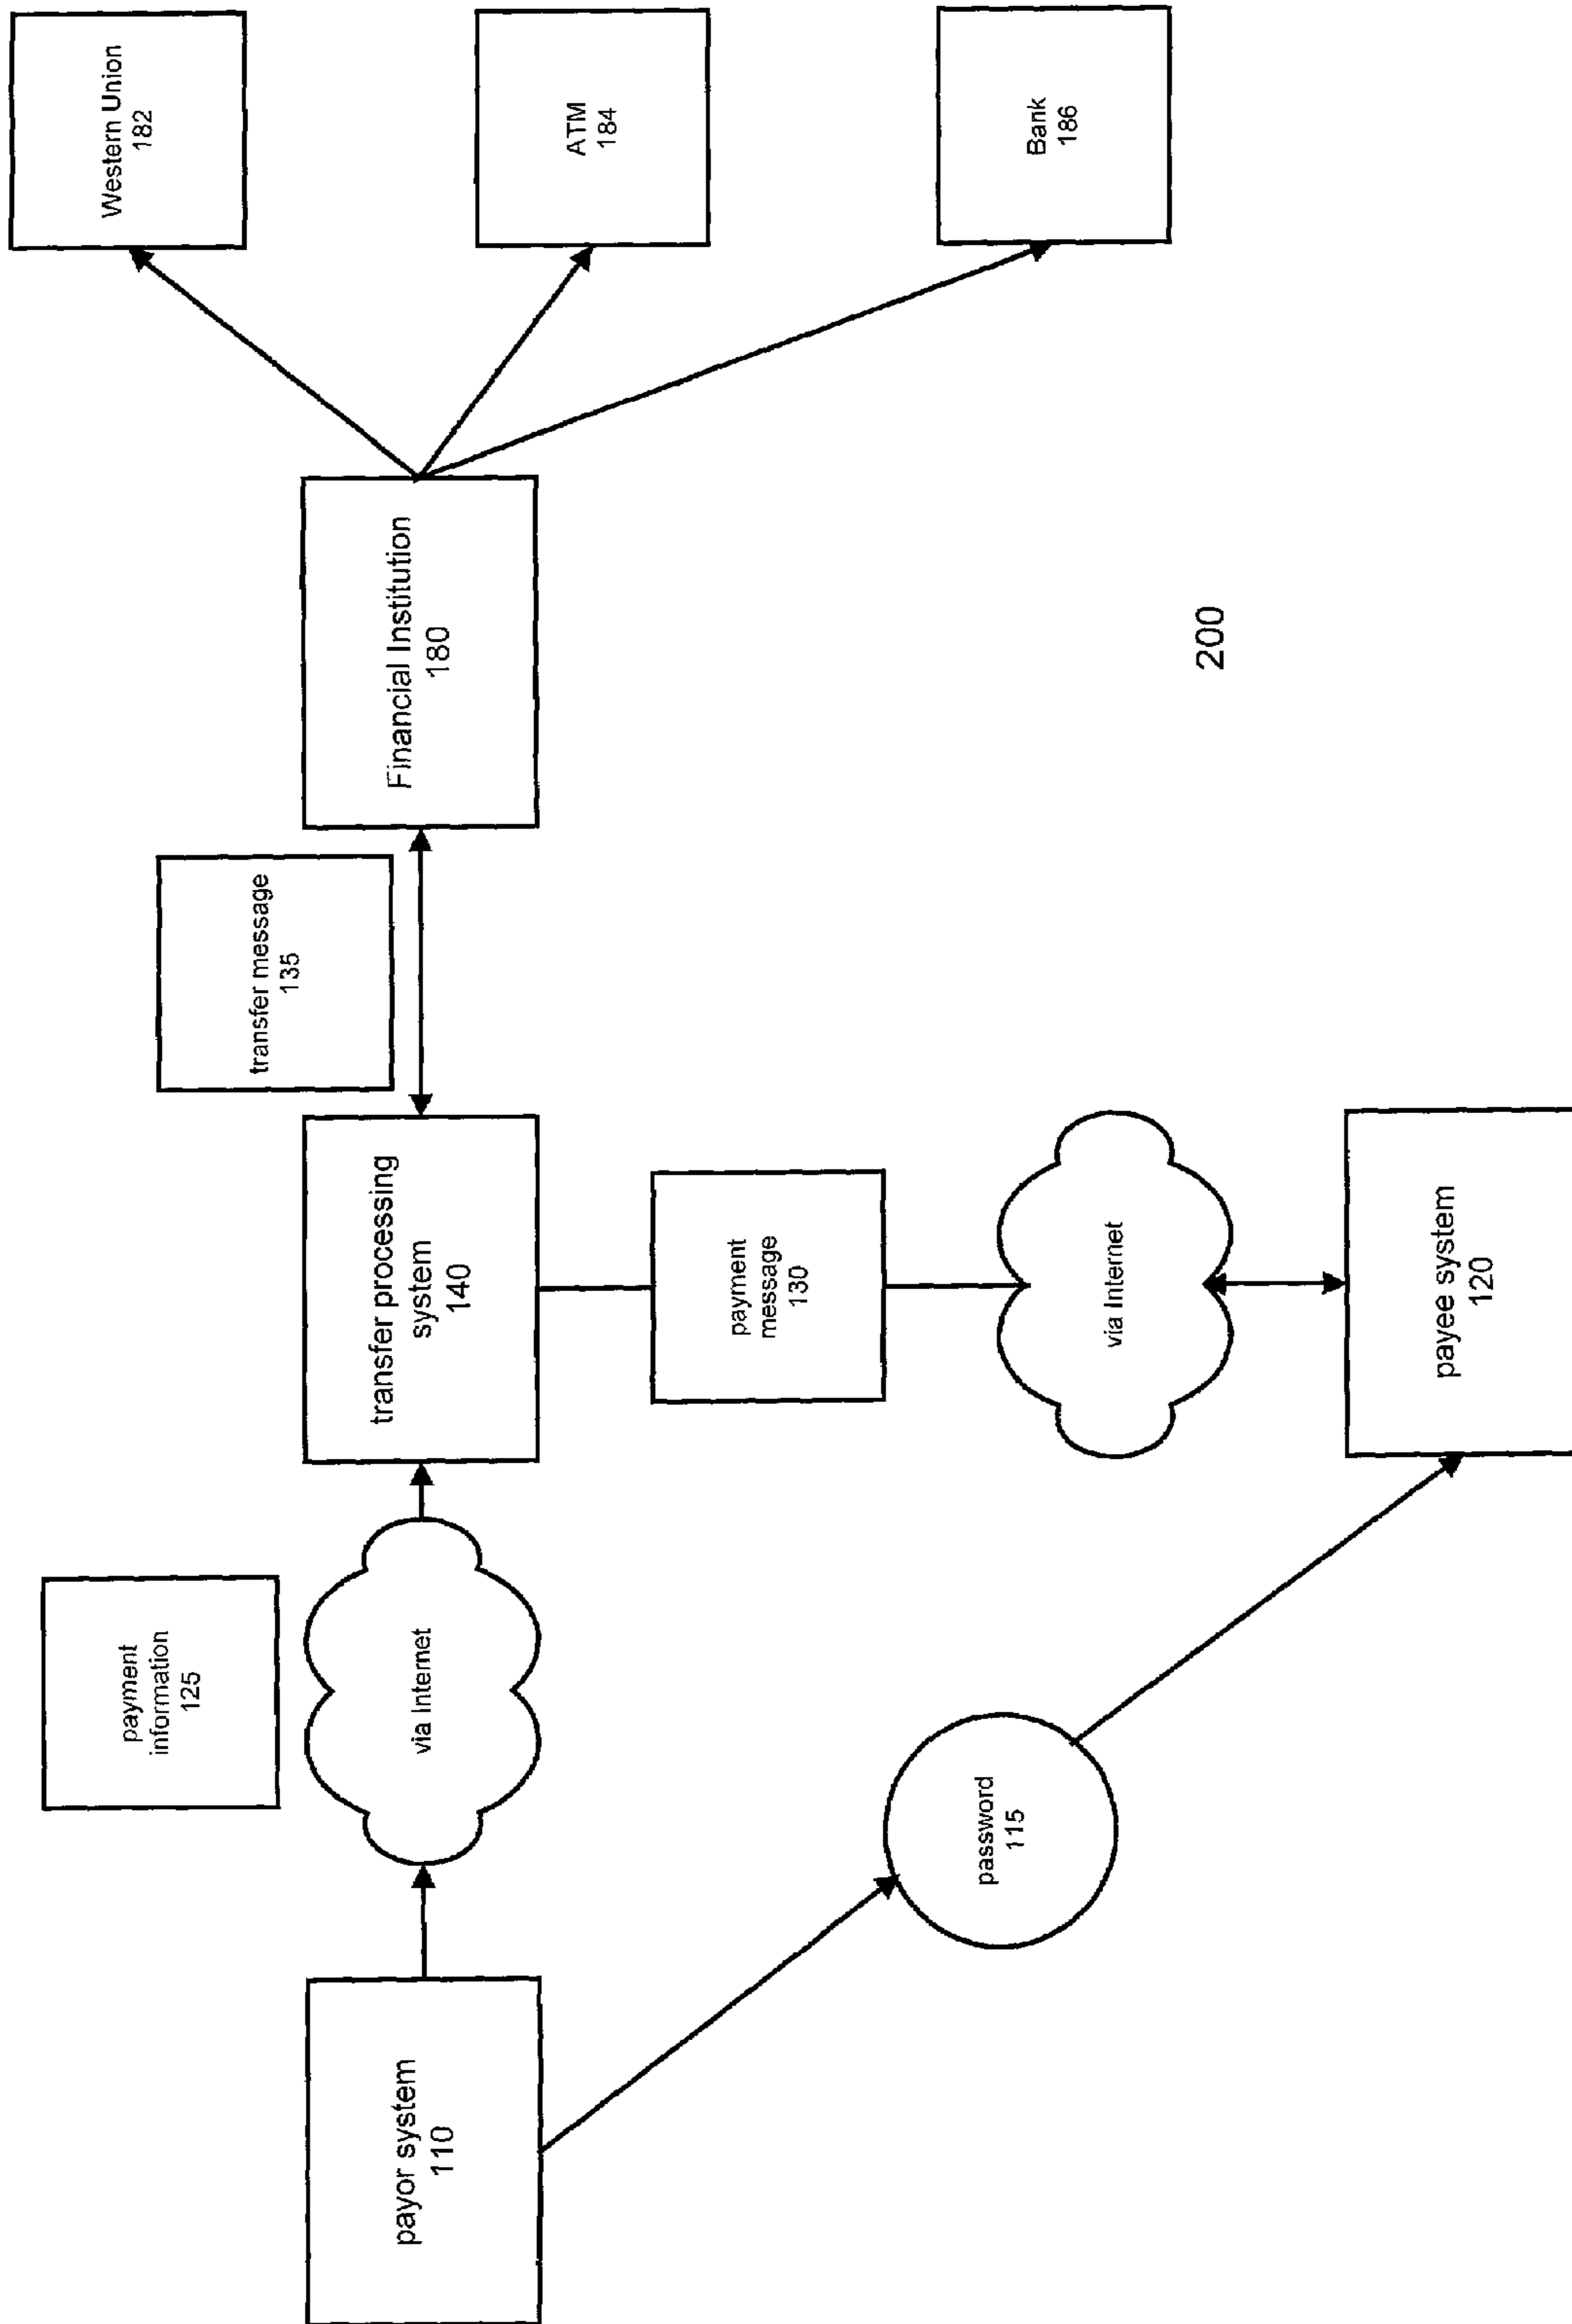 payor system
110
payment
information
125
via Internet
transfer processing
system
140
transfer message
135
Financial Institution
180
Western Union
182
ATM
184
Bank
186
password
115
payment
message
130
via Internet
payee system
120
200